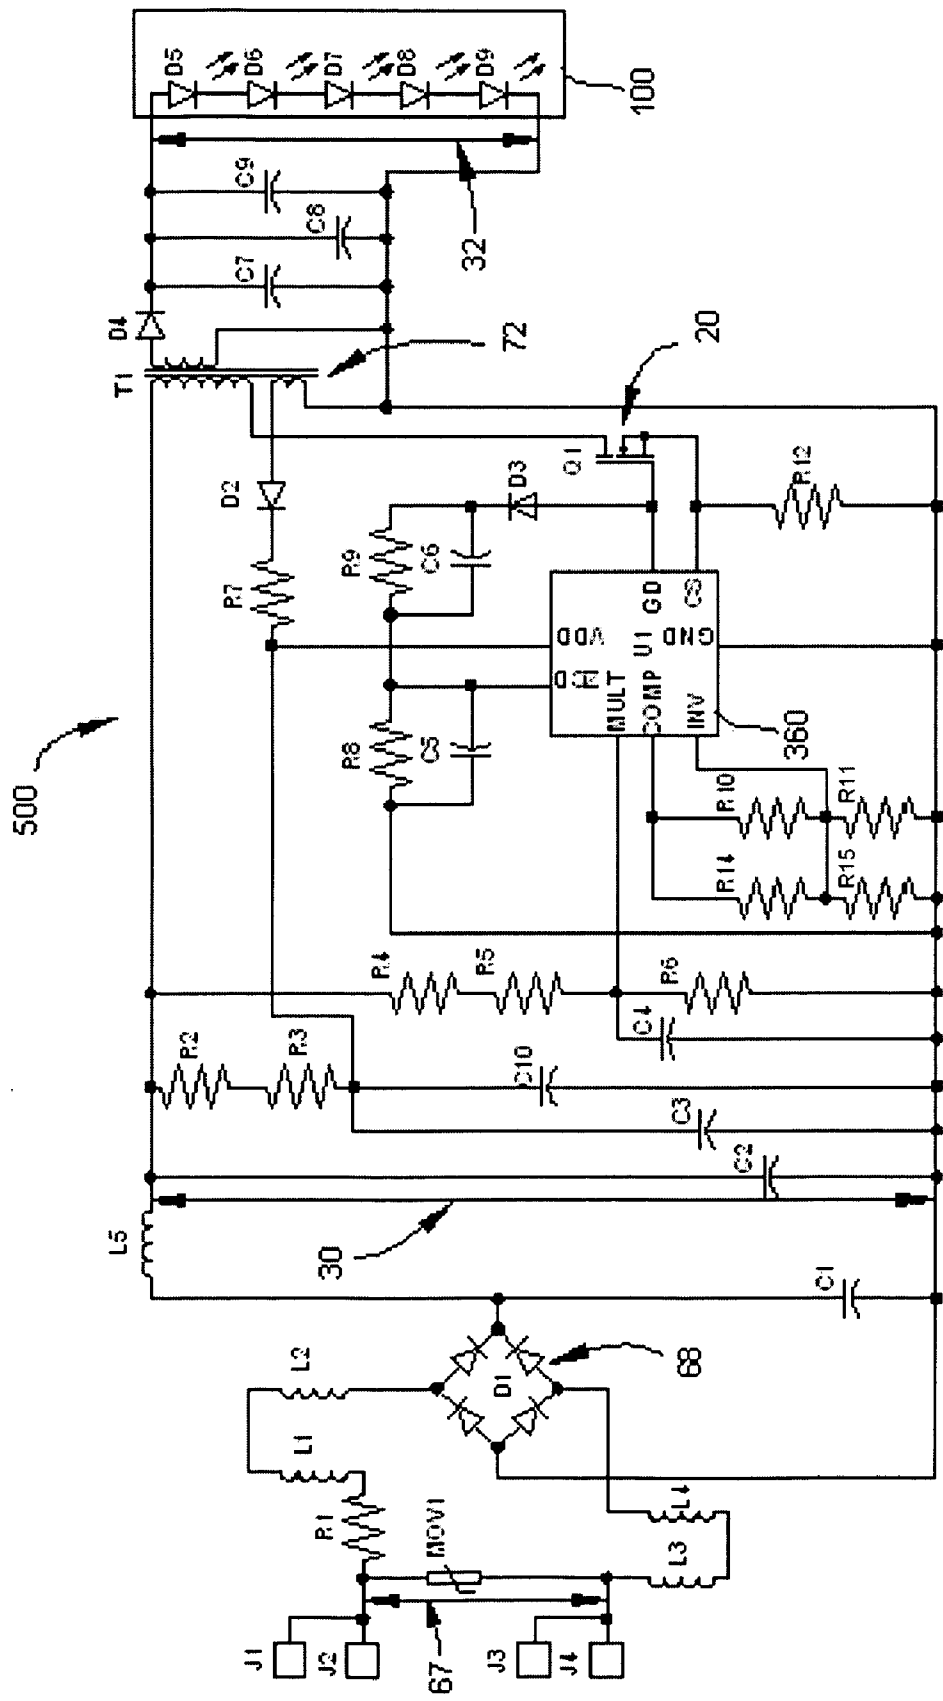 500
J1
J2
J3
J4
67
MOV1
R1
L1
L2
L3
L4
D1
68
C1
L5
30
C2
C3
C10
R2
R3
C4
R4
R5
R6
R14
R15
R10
R11
R8
C5
R9
C6
D3
MULT
COMP
INV
VDD
U1
GND
GD
CS
360
R7
D2
Q1
20
R12
T1
72
D4
C7
C8
C9
32
D5
D6
D7
D8
D9
100